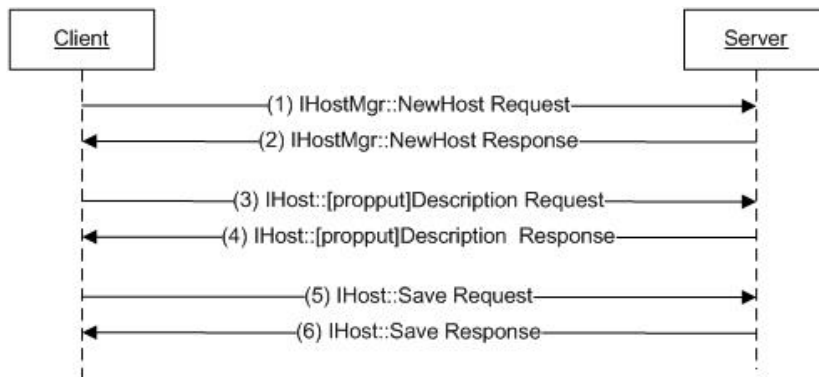 Client
Server
(1) IHostMgr::NewHost Request
(2) IHostMgr::NewHost Response
(3) IHost::[propput]Description Request
(4) IHost::[propput]Description  Response
(5) IHost::Save Request
(6) IHost::Save Response